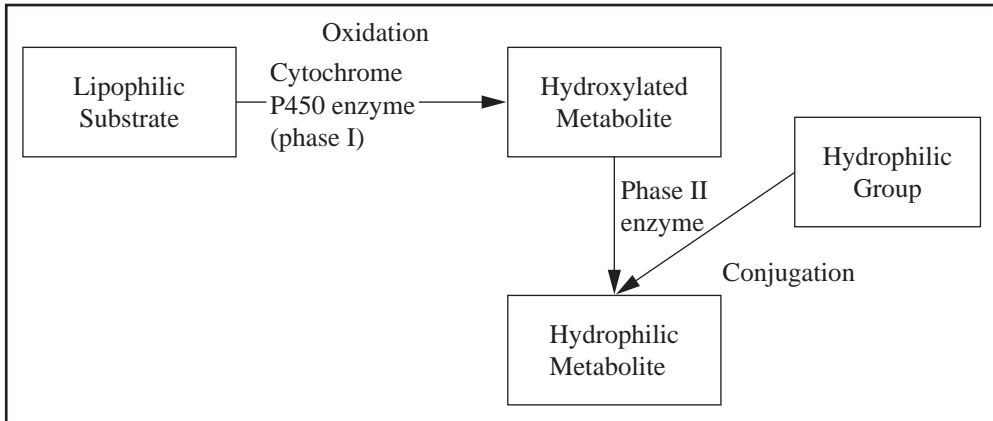 Oxidation
Lipophilic
Substrate
Cytochrome
P450 enzyme
(phase I)
Hydroxylated
Metabolite
Hydrophilic
Group
Phase II
enzyme
Conjugation
Hydrophilic
Metabolite